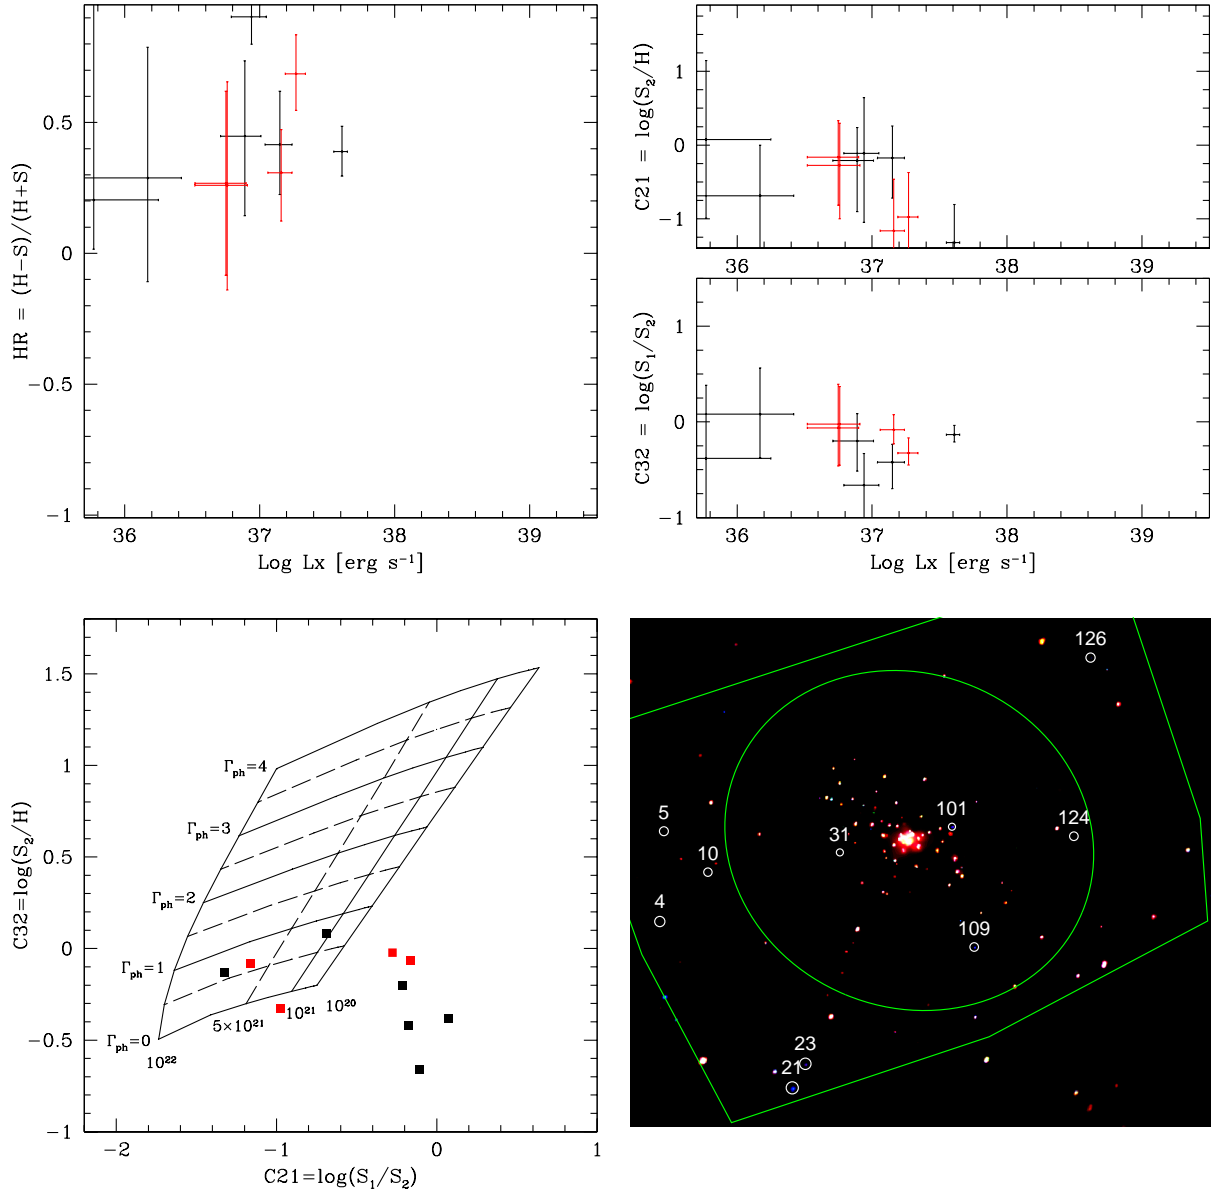 0.5
0
−0.5
−1
HR = (H−S)/(H+S)
36 37 38 39
Log Lx [erg s⁻¹]
1
0
−1
C21 = log(S₂/H)
36 37 38 39
1
0
−1
C32 = log(S₁/S₂)
36 37 38 39
Log Lx [erg s⁻¹]
1.5
1
0.5
0
−0.5
−1
C32=log(S₂/H)
Γph=4
Γph=3
Γph=2
Γph=1
Γph=0
10²²
5×10²¹
10²¹
10²⁰
−2 −1 0 1
C21=log(S₁/S₂)
126
5
101
124
31
10
4
109
23
21